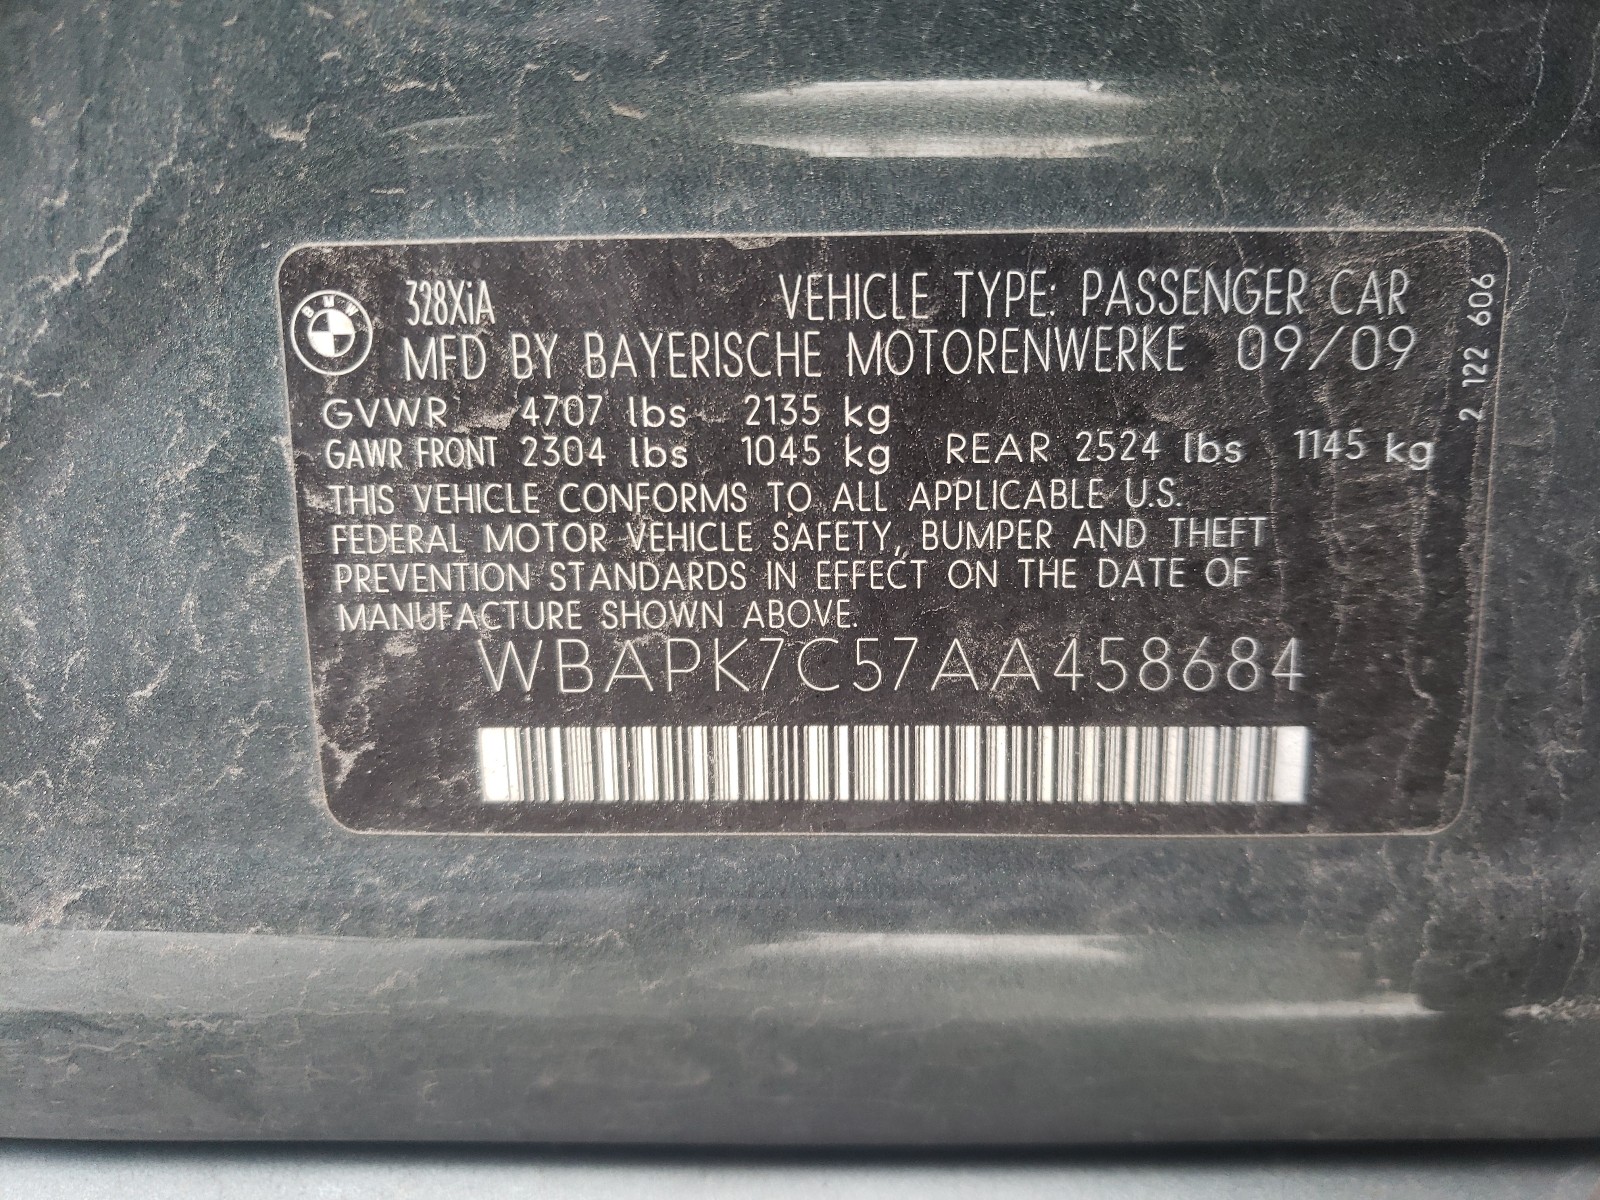 BMW
328XiA VEHICLE TYPE: PASSENGER CAR
MFD BY BAYERISCHE MOTORENWERKE 09/09
GVWR 4707 lbs 2135 kg
GAWR FRONT 2304 lbs 1045 kg REAR 2524 lbs 1145 kg
THIS VEHICLE CONFORMS TO ALL APPLICABLE U.S.
FEDERAL MOTOR VEHICLE SAFETY, BUMPER AND THEFT
PREVENTION STANDARDS IN EFFECT ON THE DATE OF
MANUFACTURE SHOWN ABOVE.
WBAPK7C57AA458684
2 122 606